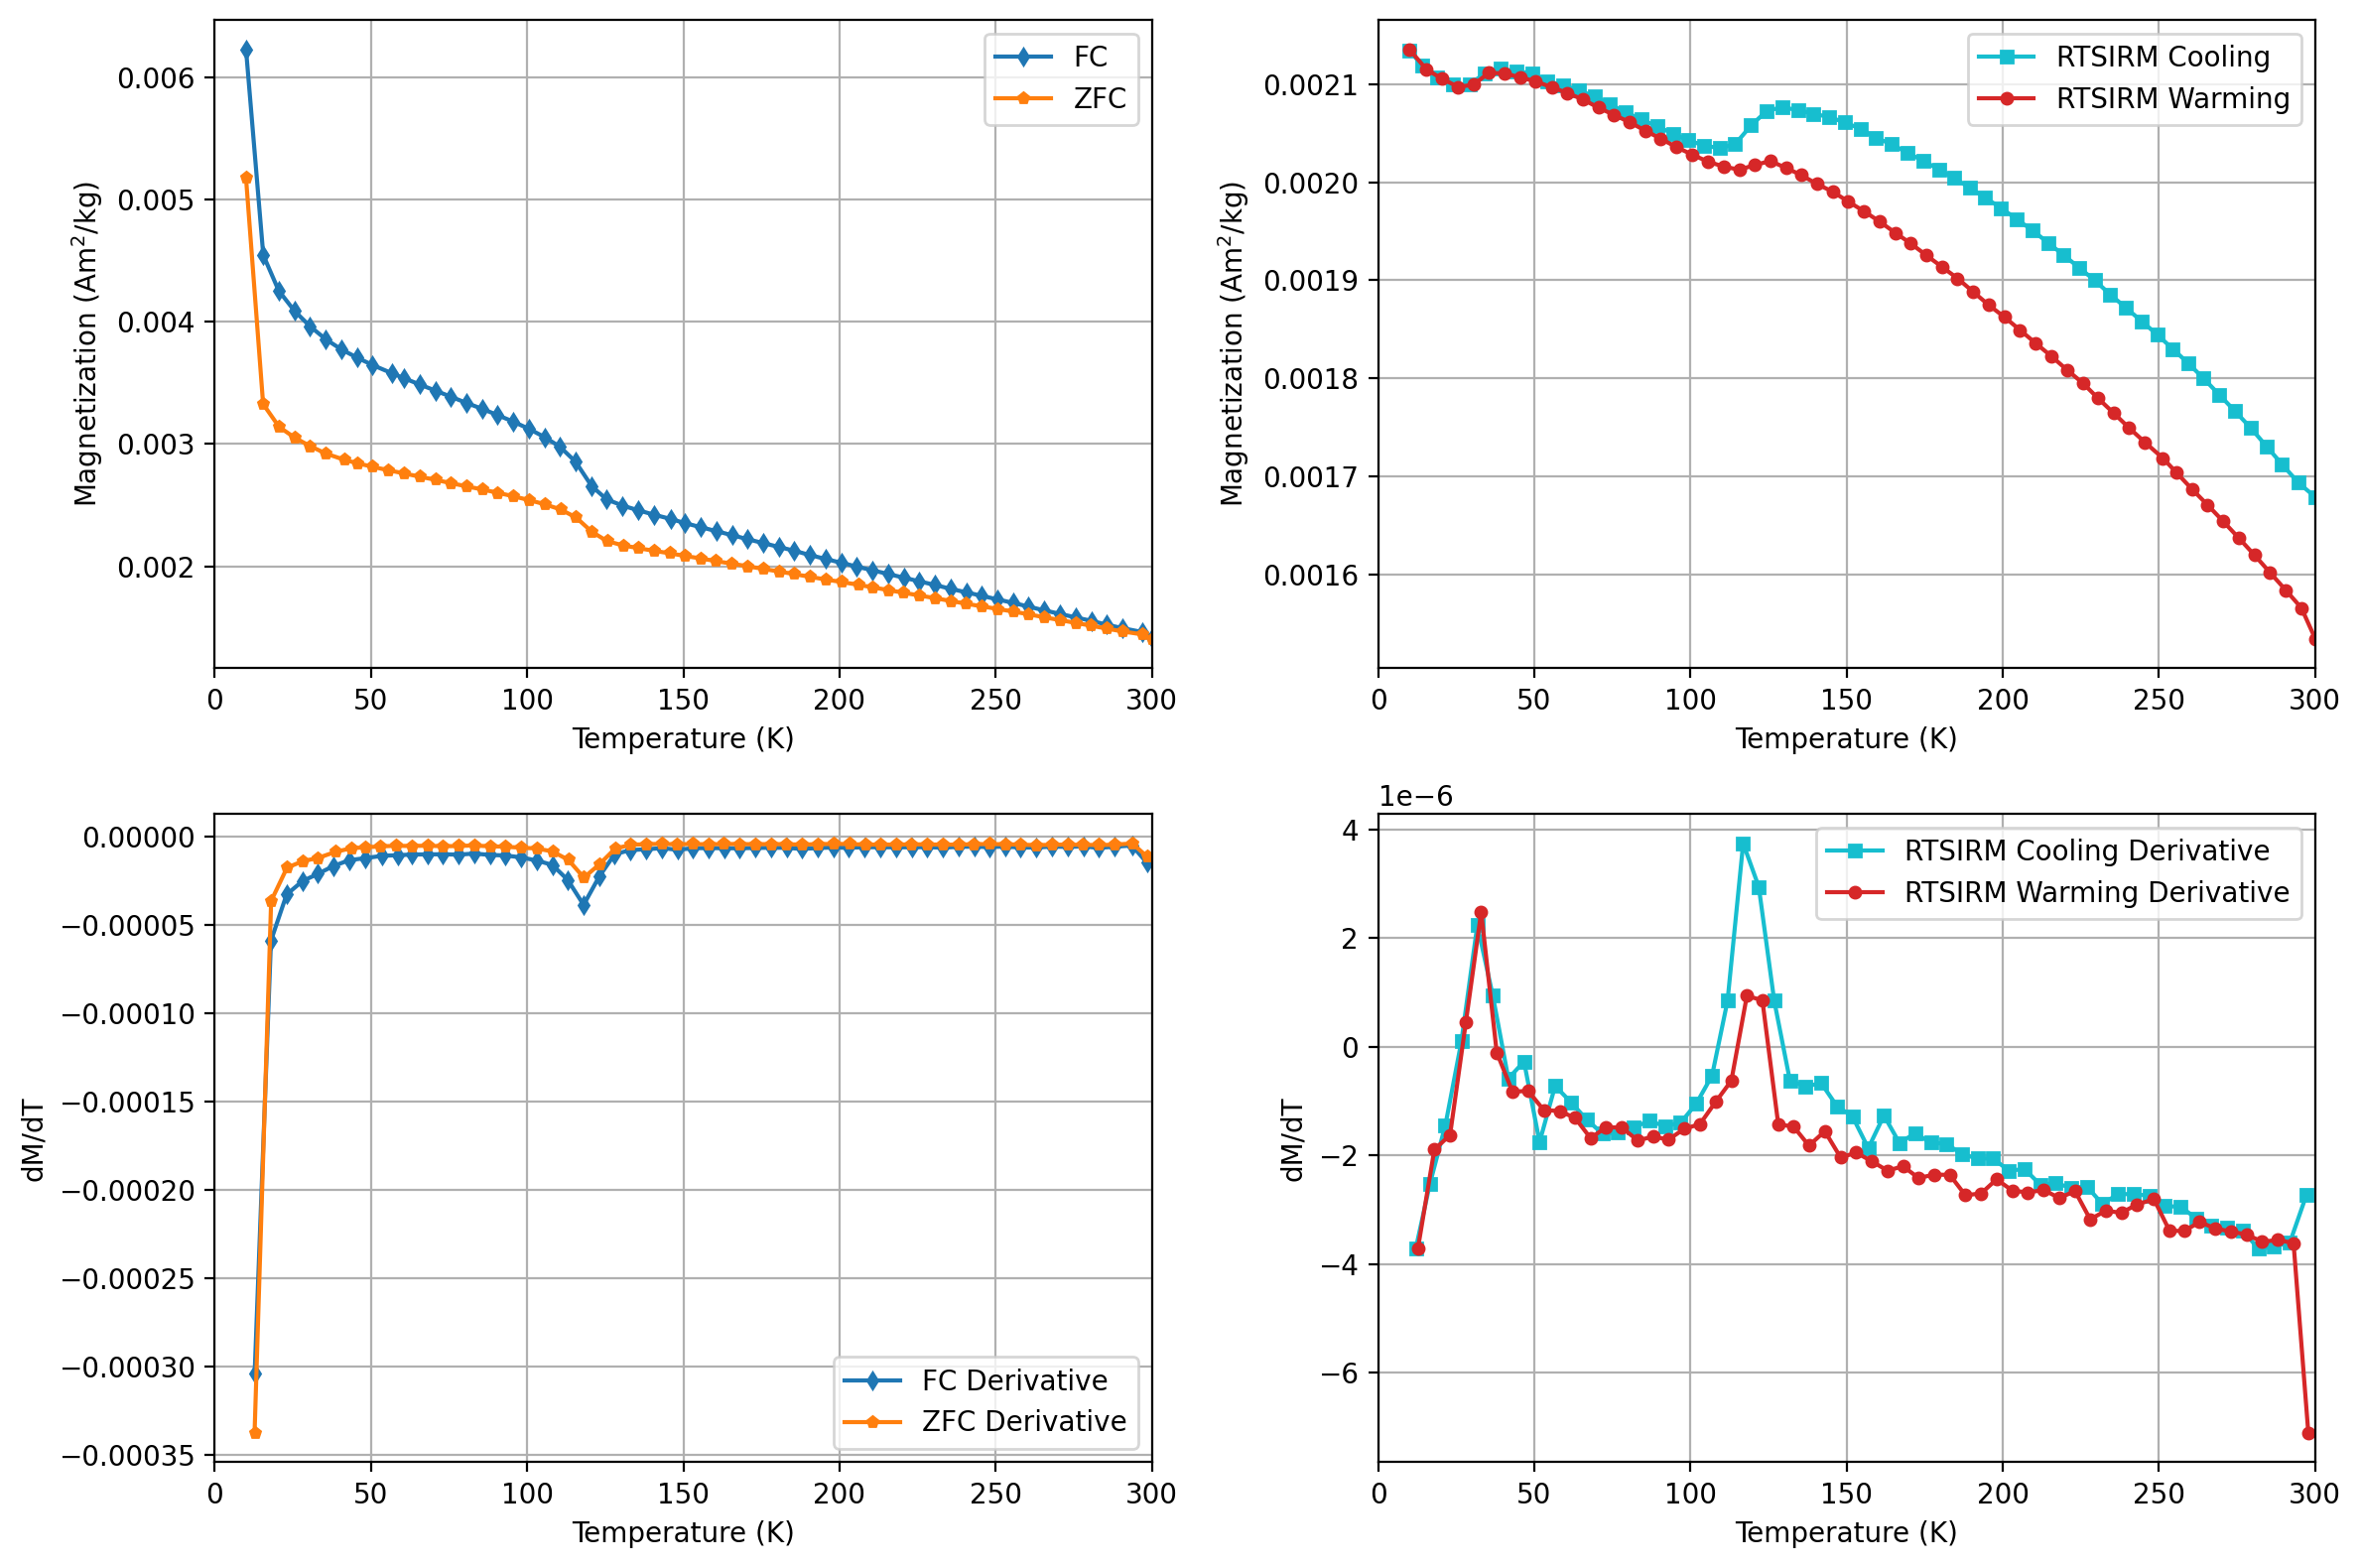 FC
ZFC
0.006
0.005
0.004
0.003
0.002
Magnetization (Am²/kg)
0 50 100 150 200 250 300
Temperature (K)
RTSIRM Cooling
RTSIRM Warming
0.0021
0.0020
0.0019
0.0018
0.0017
0.0016
Magnetization (Am²/kg)
0 50 100 150 200 250 300
Temperature (K)
0.00000
−0.00005
−0.00010
−0.00015
−0.00020
−0.00025
−0.00030
−0.00035
dM/dT
FC Derivative
ZFC Derivative
0 50 100 150 200 250 300
Temperature (K)
1e−6
RTSIRM Cooling Derivative
RTSIRM Warming Derivative
4
2
0
−2
−4
−6
dM/dT
0 50 100 150 200 250 300
Temperature (K)